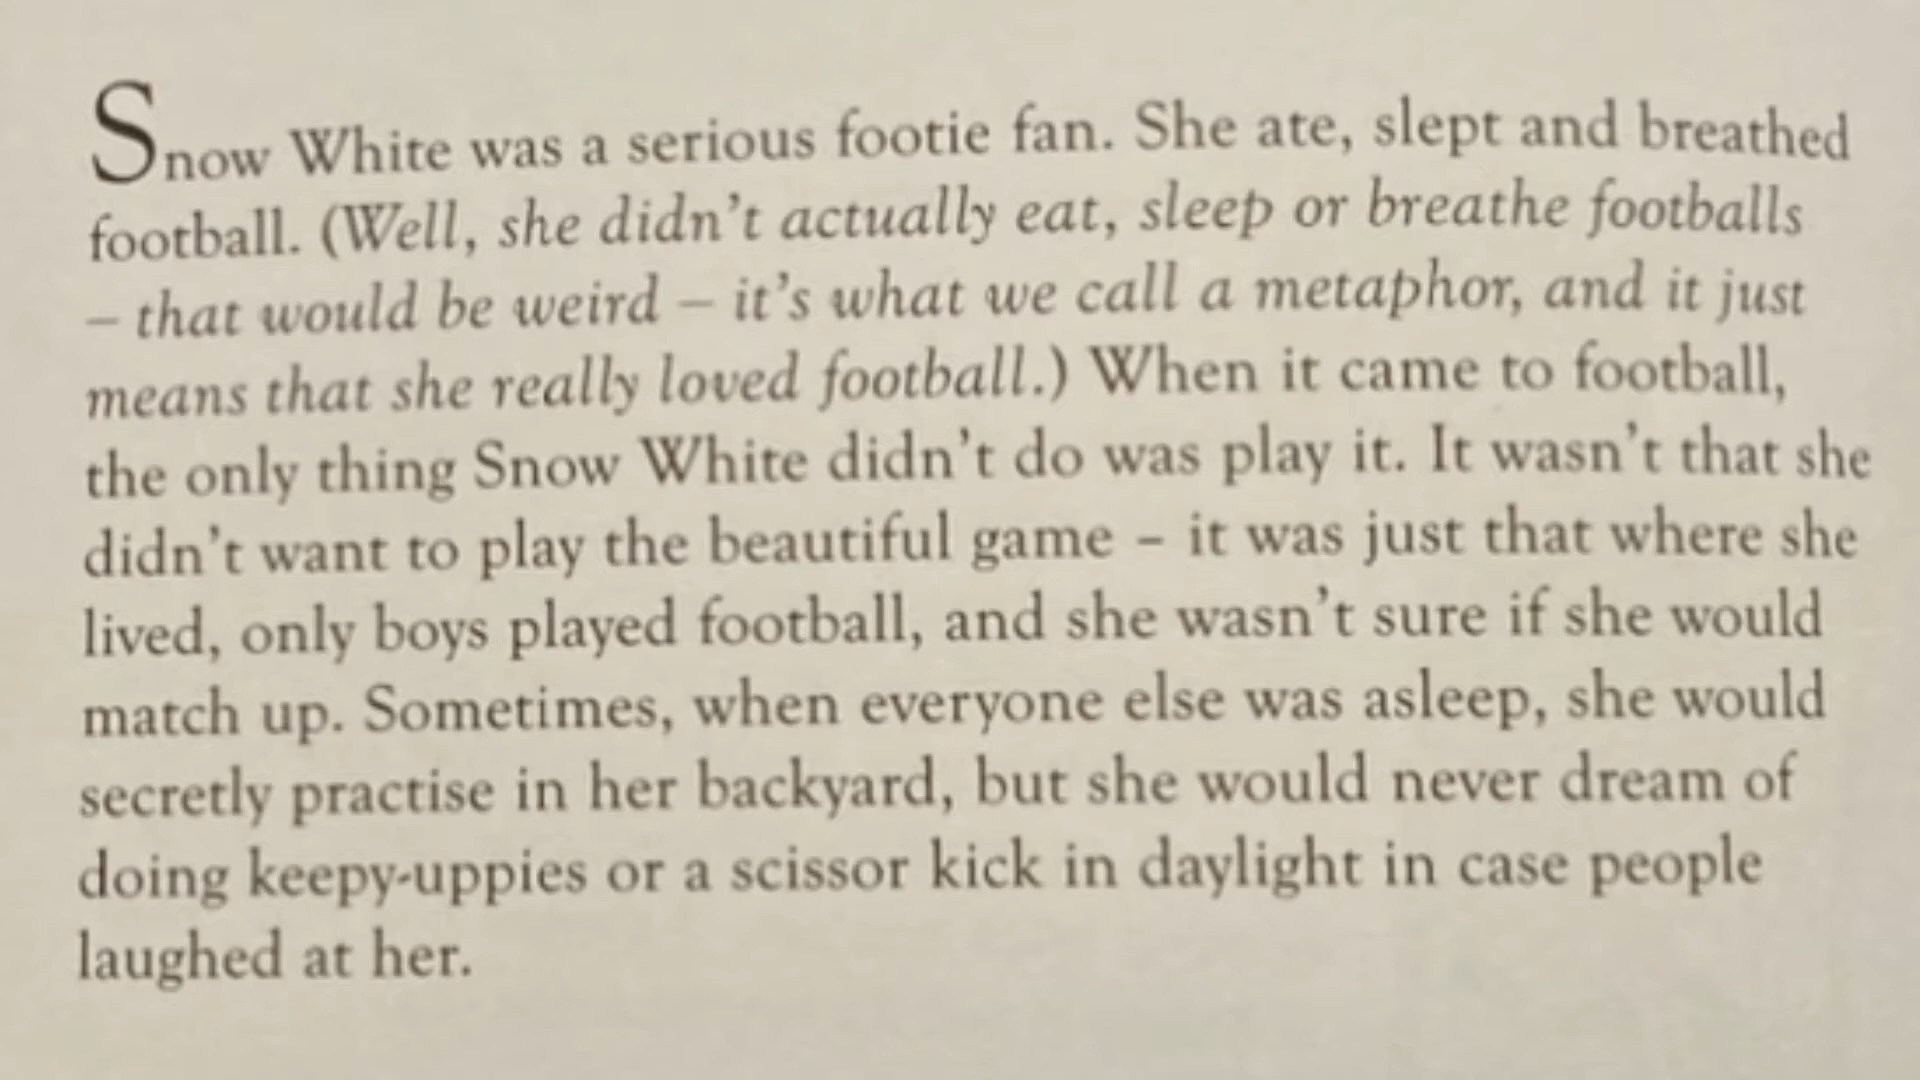 Snow White was a serious footie fan. She ate, slept and breathed
football. (Well, she didn't actually eat, sleep or breathe footballs
– that would be weird – it's what we call a metaphor, and it just
means that she really loved football.) When it came to football,
the only thing Snow White didn't do was play it. It wasn't that she
didn't want to play the beautiful game – it was just that where she
lived, only boys played football, and she wasn't sure if she would
match up. Sometimes, when everyone else was asleep, she would
secretly practise in her backyard, but she would never dream of
doing keepy-uppies or a scissor kick in daylight in case people
laughed at her.